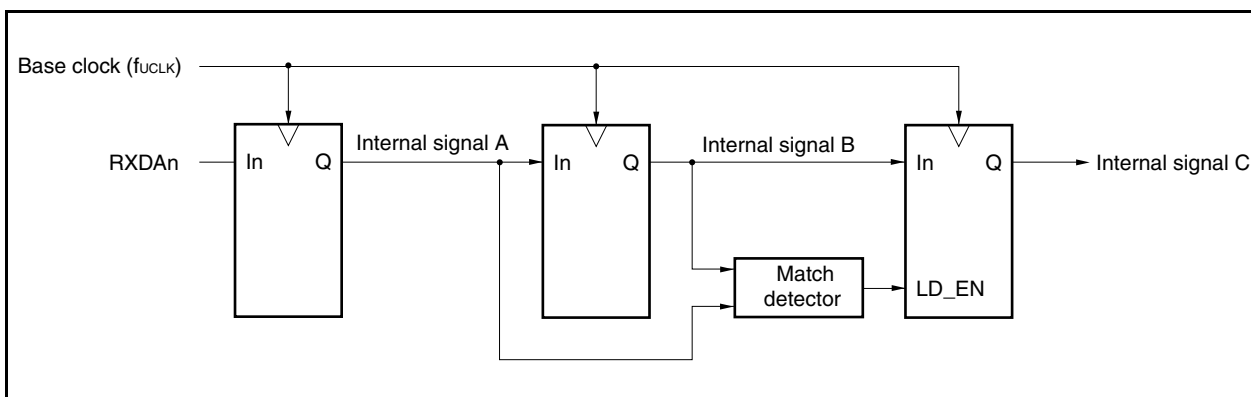 Base clock (fUCLK)
RXDAn
In
Q
Internal signal A
In
Q
Internal signal B
In
Q
Internal signal C
Match
detector
LD_EN